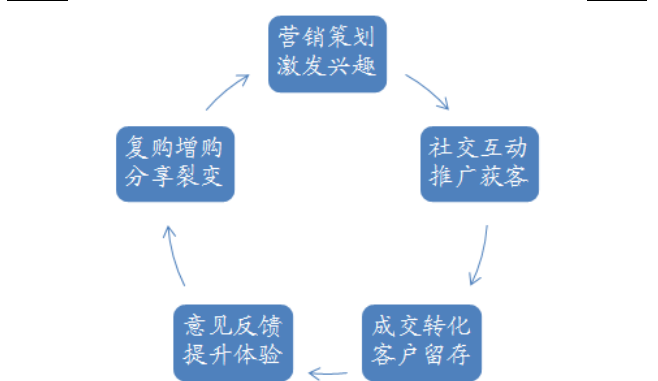 营销策划
激发兴趣
社交互动
推广获客
成交转化
客户留存
意见反馈
提升体验
复购增购
分享裂变